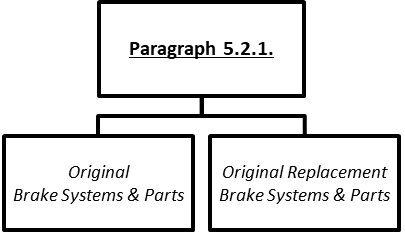 Paragraph 5.2.1.
Original
Brake Systems & Parts
Original Replacement
Brake Systems & Parts